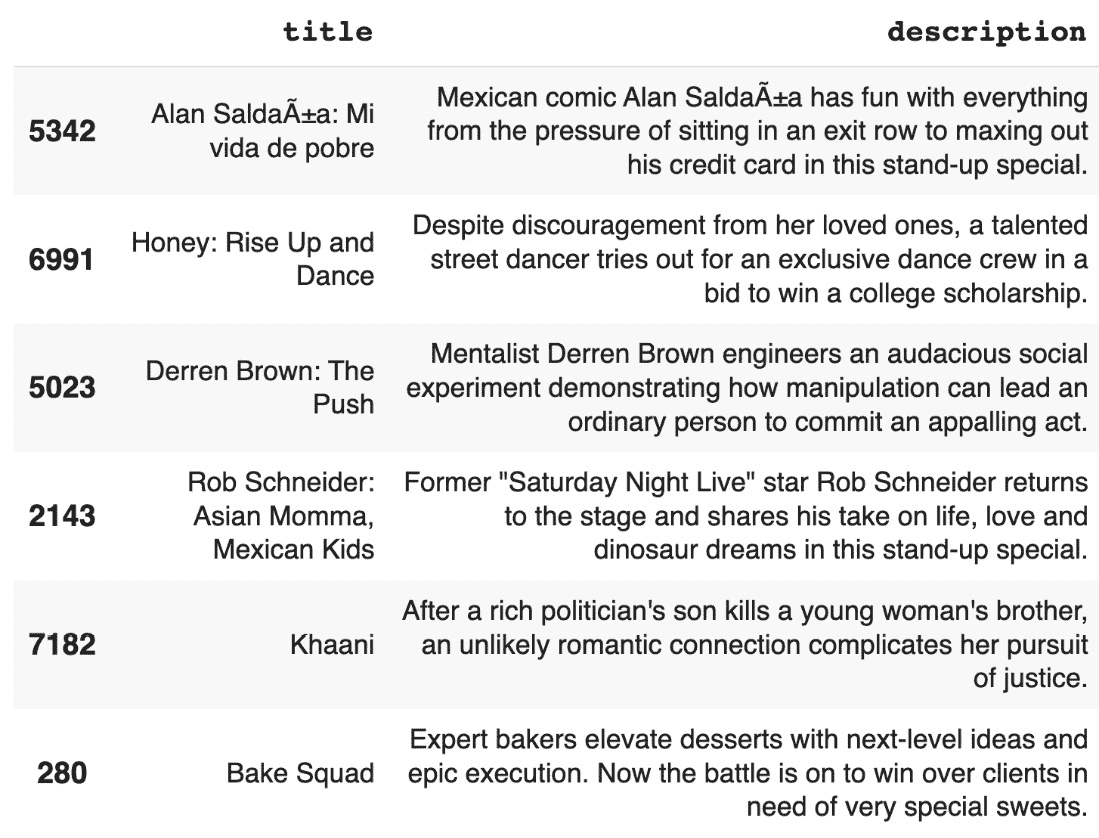 title description
5342 Alan SaldaÃ±a: Mi vida de pobre Mexican comic Alan SaldaÃ±a has fun with everything from the pressure of sitting in an exit row to maxing out his credit card in this stand-up special.
6991 Honey: Rise Up and Dance Despite discouragement from her loved ones, a talented street dancer tries out for an exclusive dance crew in a bid to win a college scholarship.
5023 Derren Brown: The Push Mentalist Derren Brown engineers an audacious social experiment demonstrating how manipulation can lead an ordinary person to commit an appalling act.
2143 Rob Schneider: Asian Momma, Mexican Kids Former "Saturday Night Live" star Rob Schneider returns to the stage and shares his take on life, love and dinosaur dreams in this stand-up special.
7182 Khaani After a rich politician's son kills a young woman's brother, an unlikely romantic connection complicates her pursuit of justice.
280 Bake Squad Expert bakers elevate desserts with next-level ideas and epic execution. Now the battle is on to win over clients in need of very special sweets.